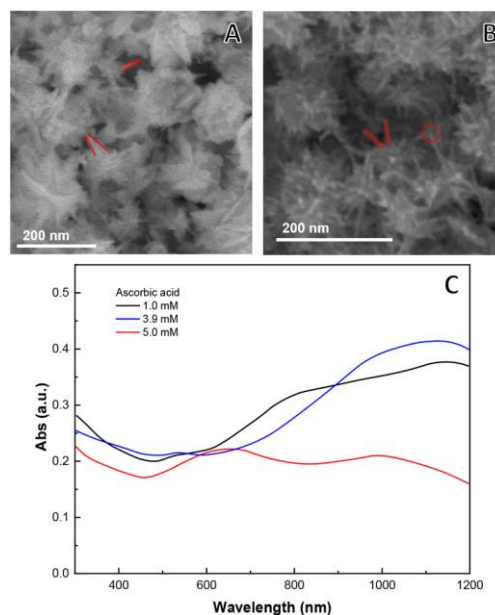 A
B
200 nm
200 nm
C
Ascorbic acid
1.0 mM
3.9 mM
5.0 mM
0.5
0.4
0.3
0.2
0.1
0.0
Abs (a.u.)
400 600 800 1000 1200
Wavelength (nm)